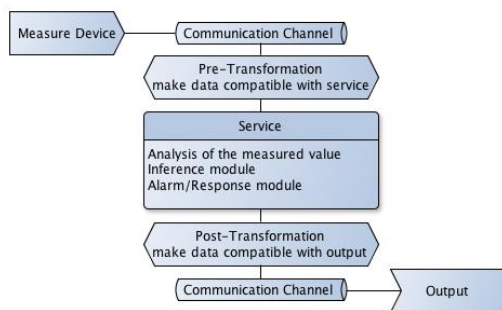 Measure Device
Communication Channel
Pre-Transformation
make data compatible with service
Service
Analysis of the measured value
Inference module
Alarm/Response module
Post-Transformation
make data compatible with output
Communication Channel
Output